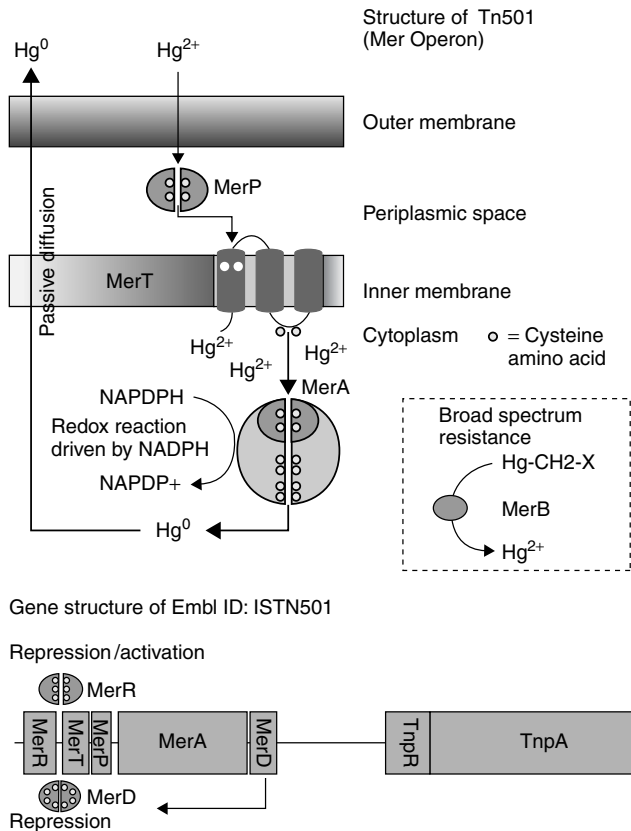 Structure of Tn501
(Mer Operon)
Hg0
Hg2+
Outer membrane
MerP
Periplasmic space
Passive diffusion
MerT
Inner membrane
Hg2+
Hg2+
Hg2+
Cytoplasm
= Cysteine
amino acid
MerA
NAPDPH
Redox reaction
driven by NADPH
NAPDP+
Hg0
Broad spectrum
resistance
Hg-CH2-X
MerB
Hg2+
Gene structure of Embl ID: ISTN501
Repression/activation
MerR
MerR
MerT
MerP
MerA
MerD
TnpR
TnpA
MerD
Repression